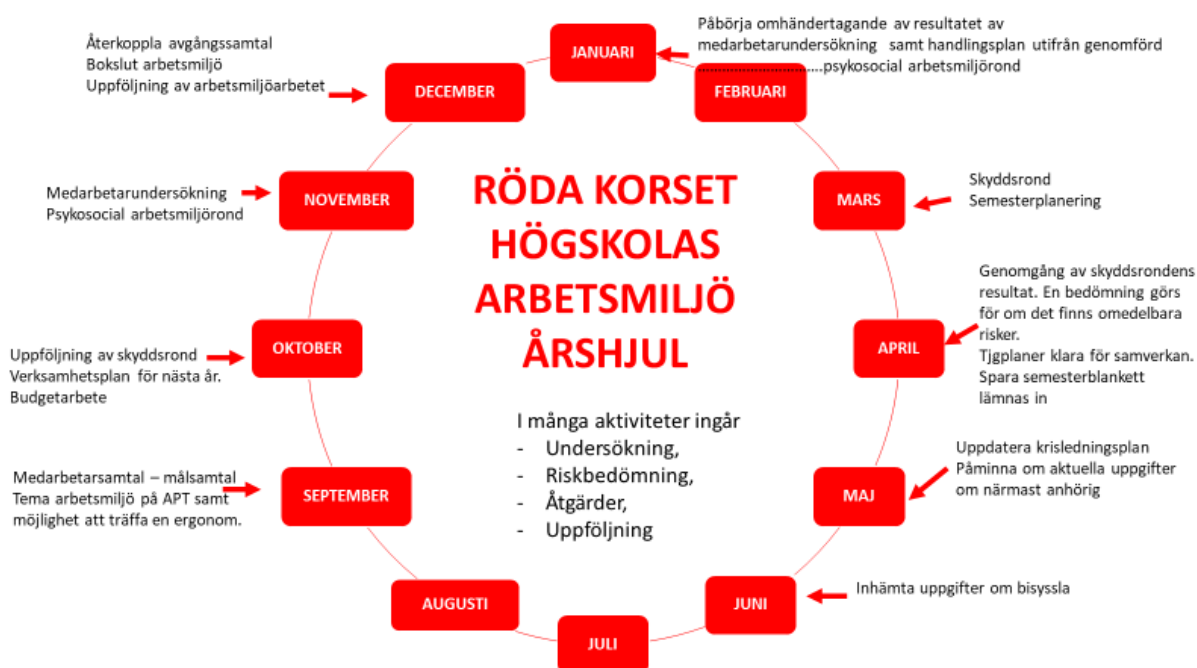 RÖDA KORSET
HÖGSKOLAS
ARBETSMILJÖ
ÅRSHJUL
I många aktiviteter ingår
- Undersökning,
- Riskbedömning,
- Åtgärder,
- Uppföljning
JANUARI
Påbörja omhändertagande av resultatet av
medarbetarundersökning samt handlingsplan utifrån genomförd
................................psykosocial arbetsmiljörond
FEBRUARI
MARS
Skyddsrond
Semesterplanering
APRIL
Genomgång av skyddsrondens
resultat. En bedömning görs
för om det finns omedelbara
risker.
Tjgplaner klara för samverkan.
Spara semesterblankett
lämnas in
MAJ
Uppdatera krisledningsplan
Påminna om aktuella uppgifter
om närmast anhörig
JUNI
Inhämta uppgifter om bisyssla
JULI
AUGUSTI
SEPTEMBER
Medarbetarsamtal – målsamtal
Tema arbetsmiljö på APT samt
möjlighet att träffa en ergonom.
OKTOBER
Uppföljning av skyddsrond
Verksamhetsplan för nästa år.
Budgetarbete
NOVEMBER
Medarbetarundersökning
Psykosocial arbetsmiljörond
DECEMBER
Återkoppla avgångssamtal
Bokslut arbetsmiljö
Uppföljning av arbetsmiljöarbetet